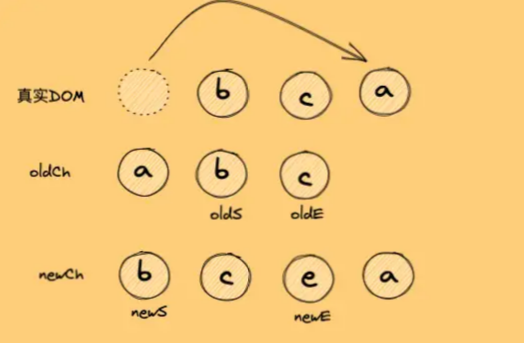 真实DOM b c a
oldCh a b c
oldS oldE
newCh b c e a
newS newE